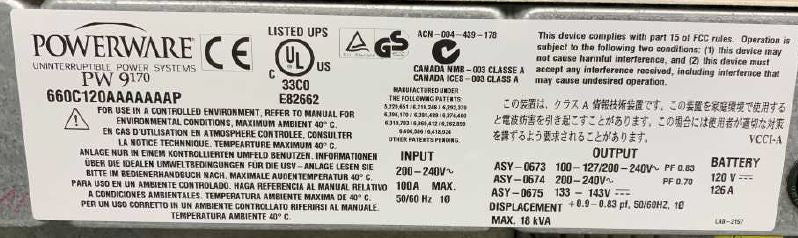 POWERWARE
UNINTERRUPTIBLE POWER SYSTEMS
PW 9170
660C120AAAAAAAP
CE
LISTED UPS
UL
C US
33C0
E82662
GS
ACN-004-439-178
CANADA NMB-003 CLASSE A
CANADA ICES-003 CLASS A
This device complies with part 15 of FCC rules. Operation is
subject to the following two conditions: (1) this device may
not cause harmful interference, and (2) this device must
accept any interference received, including interference that
may cause undesired operation.
FOR USE IN A CONTROLLED ENVIRONMENT, REFER TO MANUAL FOR
ENVIRONMENTAL CONDITIONS, MAXIMUM AMBIENT 40° C.
EN CAS D'UTILISATION EN ATMOSPHERE CONTROLEE, CONSULTER
LA NOTICE TECHNIQUE. TEMPEARTURE MAXIMUM 40° C.
ANLAGE NUR IN EINEM KONTROLLIERTEN UMFELD BENUTZEN. INFORMATIONEN
ÜBER DIE IDEALEN UMWELTBEDINGUNGEN FÜR DIE USV-ANLAGE LESEN SIE
BITTE IM BEDIENERHANDBUCH NACH. MAXIMALE AUßENTEMPERATUR 40° C.
PARA USO EN UN AMBIENTE CONTROLADO. HAGA REFERENCIA AL MANUAL RELATIVO
A CONDICIONES AMBIENTALES. TEMPERATURA AMBIENTE MAXIMA DE 40° C.
PER UN USO CORRETTO IN UN AMBIENTE CONTROLLATO RIFERIRSI AL MANUALE.
TEMPERATURA AMBIENTE 40° C.
MANUFACTURED UNDER
THE FOLLOWING PATENTS:
OTHER PATENTS PENDING.
この装置は、クラスA情報技術装置です。この装置を家庭環境で使用すると電波妨害を引き起こすことがあります。この場合には使用者が適切な対策
を講ずるよう要求されることがあります。
VCCI-A
INPUT
200-240V~
100A MAX.
50/60 Hz 1Ø
OUTPUT
ASY-0673 100-127/200-240V~ PF 0.83
ASY-0674 200-240V~ PF 0.70
ASY-0675 133-143V⎓
DISPLACEMENT +0.9-0.83 pf, 50/60HZ, 1Ø
MAX. 18 kVA
BATTERY
120 V⎓
126 A
LAB-2157